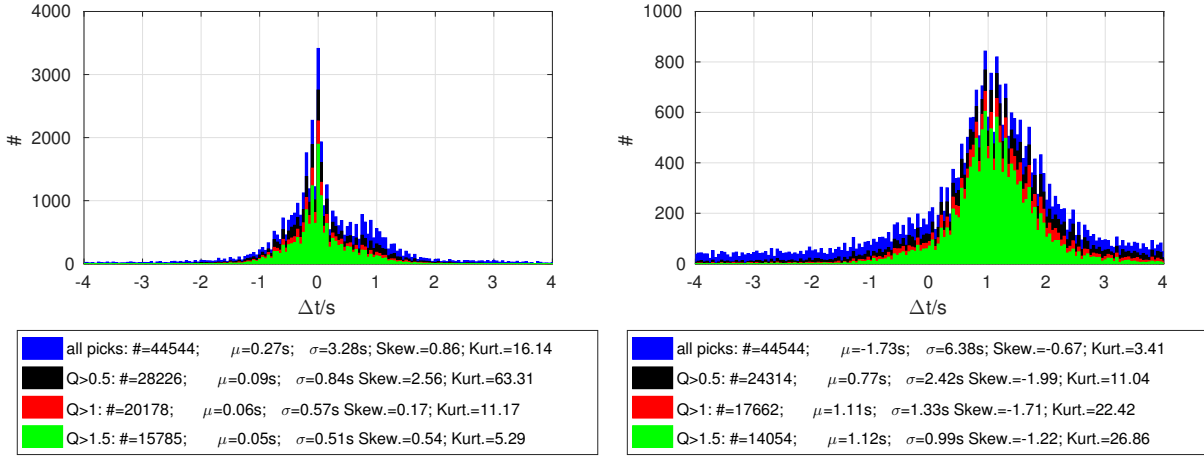 4000
3000
2000
1000
0
#
-4 -3 -2 -1 0 1 2 3 4
Δt/s
all picks: #=44544; μ=0.27s; σ=3.28s; Skew.=0.86; Kurt.=16.14
Q>0.5: #=28226; μ=0.09s; σ=0.84s Skew.=2.56; Kurt.=63.31
Q>1: #=20178; μ=0.06s; σ=0.57s Skew.=0.17; Kurt.=11.17
Q>1.5: #=15785; μ=0.05s; σ=0.51s Skew.=0.54; Kurt.=5.29
1000
800
600
400
200
0
#
-4 -3 -2 -1 0 1 2 3 4
Δt/s
all picks: #=44544; μ=-1.73s; σ=6.38s; Skew.=-0.67; Kurt.=3.41
Q>0.5: #=24314; μ=0.77s; σ=2.42s Skew.=-1.99; Kurt.=11.04
Q>1: #=17662; μ=1.11s; σ=1.33s Skew.=-1.71; Kurt.=22.42
Q>1.5: #=14054; μ=1.12s; σ=0.99s Skew.=-1.22; Kurt.=26.86